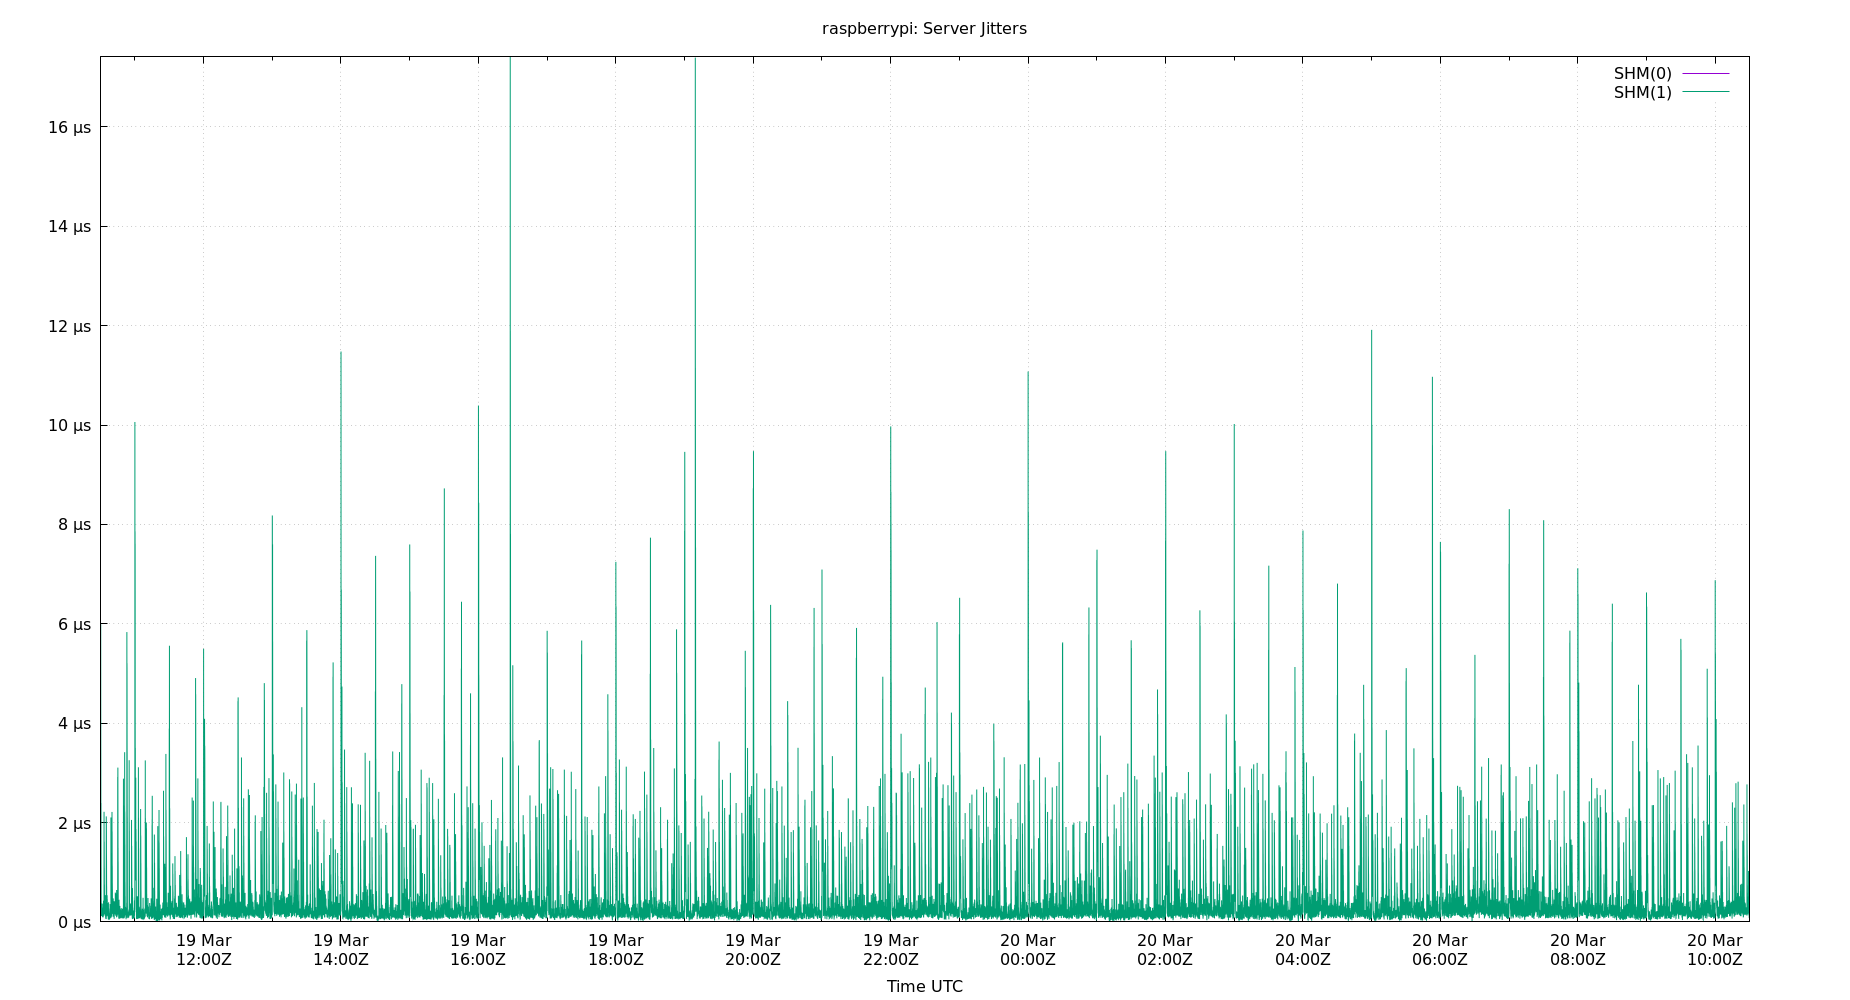 raspberrypi: Server Jitters
SHM(0)
SHM(1)
16 µs
14 µs
12 µs
10 µs
8 µs
6 µs
4 µs
2 µs
0 µs
19 Mar 19 Mar 19 Mar 19 Mar 19 Mar 19 Mar 20 Mar 20 Mar 20 Mar 20 Mar 20 Mar 20 Mar
12:00Z 14:00Z 16:00Z 18:00Z 20:00Z 22:00Z 00:00Z 02:00Z 04:00Z 06:00Z 08:00Z 10:00Z
Time UTC